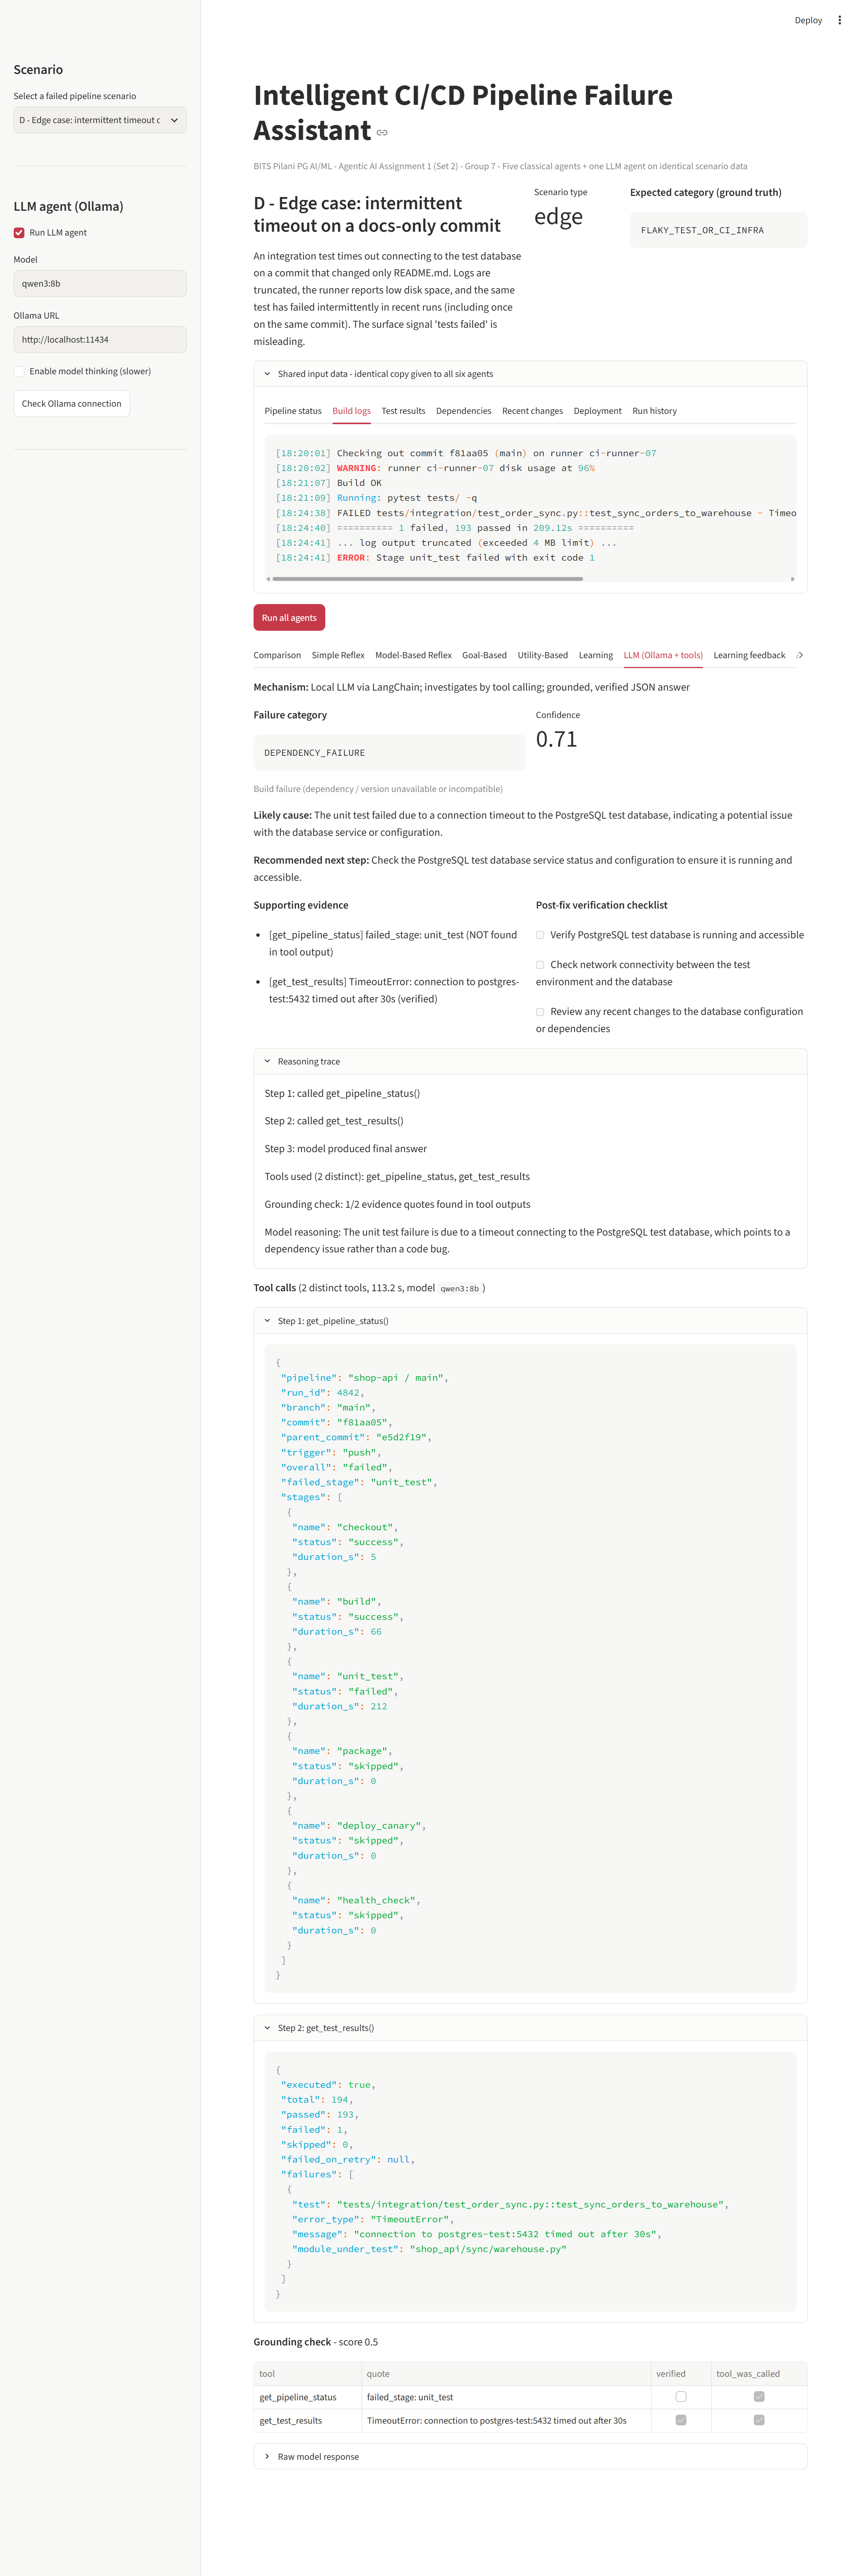 Deploy
Scenario
Select a failed pipeline scenario
D - Edge case: intermittent timeout c
LLM agent (Ollama)
Run LLM agent
Model
qwen3:8b
Ollama URL
http://localhost:11434
Enable model thinking (slower)
Check Ollama connection
Intelligent CI/CD Pipeline Failure
Assistant
BITS Pilani PG AI/ML - Agentic AI Assignment 1 (Set 2) - Group 7 - Five classical agents + one LLM agent on identical scenario data
D - Edge case: intermittent
timeout on a docs-only commit
An integration test times out connecting to the test database
on a commit that changed only README.md. Logs are
truncated, the runner reports low disk space, and the same
test has failed intermittently in recent runs (including once
on the same commit). The surface signal 'tests failed' is
misleading.
Scenario type
edge
Expected category (ground truth)
FLAKY_TEST_OR_CI_INFRA
Shared input data - identical copy given to all six agents
Pipeline status Build logs Test results Dependencies Recent changes Deployment Run history
[18:20:01] Checking out commit f81aa05 (main) on runner ci-runner-07
[18:20:02] WARNING: runner ci-runner-07 disk usage at 96%
[18:21:07] Build OK
[18:21:09] Running: pytest tests/ -q
[18:24:38] FAILED tests/integration/test_order_sync.py::test_sync_orders_to_warehouse - Timeo
[18:24:40] ========== 1 failed, 193 passed in 209.12s ==========
[18:24:41] ... log output truncated (exceeded 4 MB limit) ...
[18:24:41] ERROR: Stage unit_test failed with exit code 1
Run all agents
Comparison Simple Reflex Model-Based Reflex Goal-Based Utility-Based Learning LLM (Ollama + tools) Learning feedback
Mechanism: Local LLM via LangChain; investigates by tool calling; grounded, verified JSON answer
Failure category
DEPENDENCY_FAILURE
Confidence
0.71
Build failure (dependency / version unavailable or incompatible)
Likely cause: The unit test failed due to a connection timeout to the PostgreSQL test database, indicating a potential issue
with the database service or configuration.
Recommended next step: Check the PostgreSQL test database service status and configuration to ensure it is running and
accessible.
Supporting evidence
[get_pipeline_status] failed_stage: unit_test (NOT found
in tool output)
[get_test_results] TimeoutError: connection to postgres-
test:5432 timed out after 30s (verified)
Post-fix verification checklist
Verify PostgreSQL test database is running and accessible
Check network connectivity between the test
environment and the database
Review any recent changes to the database configuration
or dependencies
Reasoning trace
Step 1: called get_pipeline_status()
Step 2: called get_test_results()
Step 3: model produced final answer
Tools used (2 distinct): get_pipeline_status, get_test_results
Grounding check: 1/2 evidence quotes found in tool outputs
Model reasoning: The unit test failure is due to a timeout connecting to the PostgreSQL test database, which points to a
dependency issue rather than a code bug.
Tool calls (2 distinct tools, 113.2 s, model qwen3:8b )
Step 1: get_pipeline_status()
{
"pipeline": "shop-api / main",
"run_id": 4842,
"branch": "main",
"commit": "f81aa05",
"parent_commit": "e5d2f19",
"trigger": "push",
"overall": "failed",
"failed_stage": "unit_test",
"stages": [
{
"name": "checkout",
"status": "success",
"duration_s": 5
},
{
"name": "build",
"status": "success",
"duration_s": 66
},
{
"name": "unit_test",
"status": "failed",
"duration_s": 212
},
{
"name": "package",
"status": "skipped",
"duration_s": 0
},
{
"name": "deploy_canary",
"status": "skipped",
"duration_s": 0
},
{
"name": "health_check",
"status": "skipped",
"duration_s": 0
}
]
}
Step 2: get_test_results()
{
"executed": true,
"total": 194,
"passed": 193,
"failed": 1,
"skipped": 0,
"failed_on_retry": null,
"failures": [
{
"test": "tests/integration/test_order_sync.py::test_sync_orders_to_warehouse",
"error_type": "TimeoutError",
"message": "connection to postgres-test:5432 timed out after 30s",
"module_under_test": "shop_api/sync/warehouse.py"
}
]
}
Grounding check - score 0.5
tool quote verified tool_was_called
get_pipeline_status failed_stage: unit_test
get_test_results TimeoutError: connection to postgres-test:5432 timed out after 30s
Raw model response